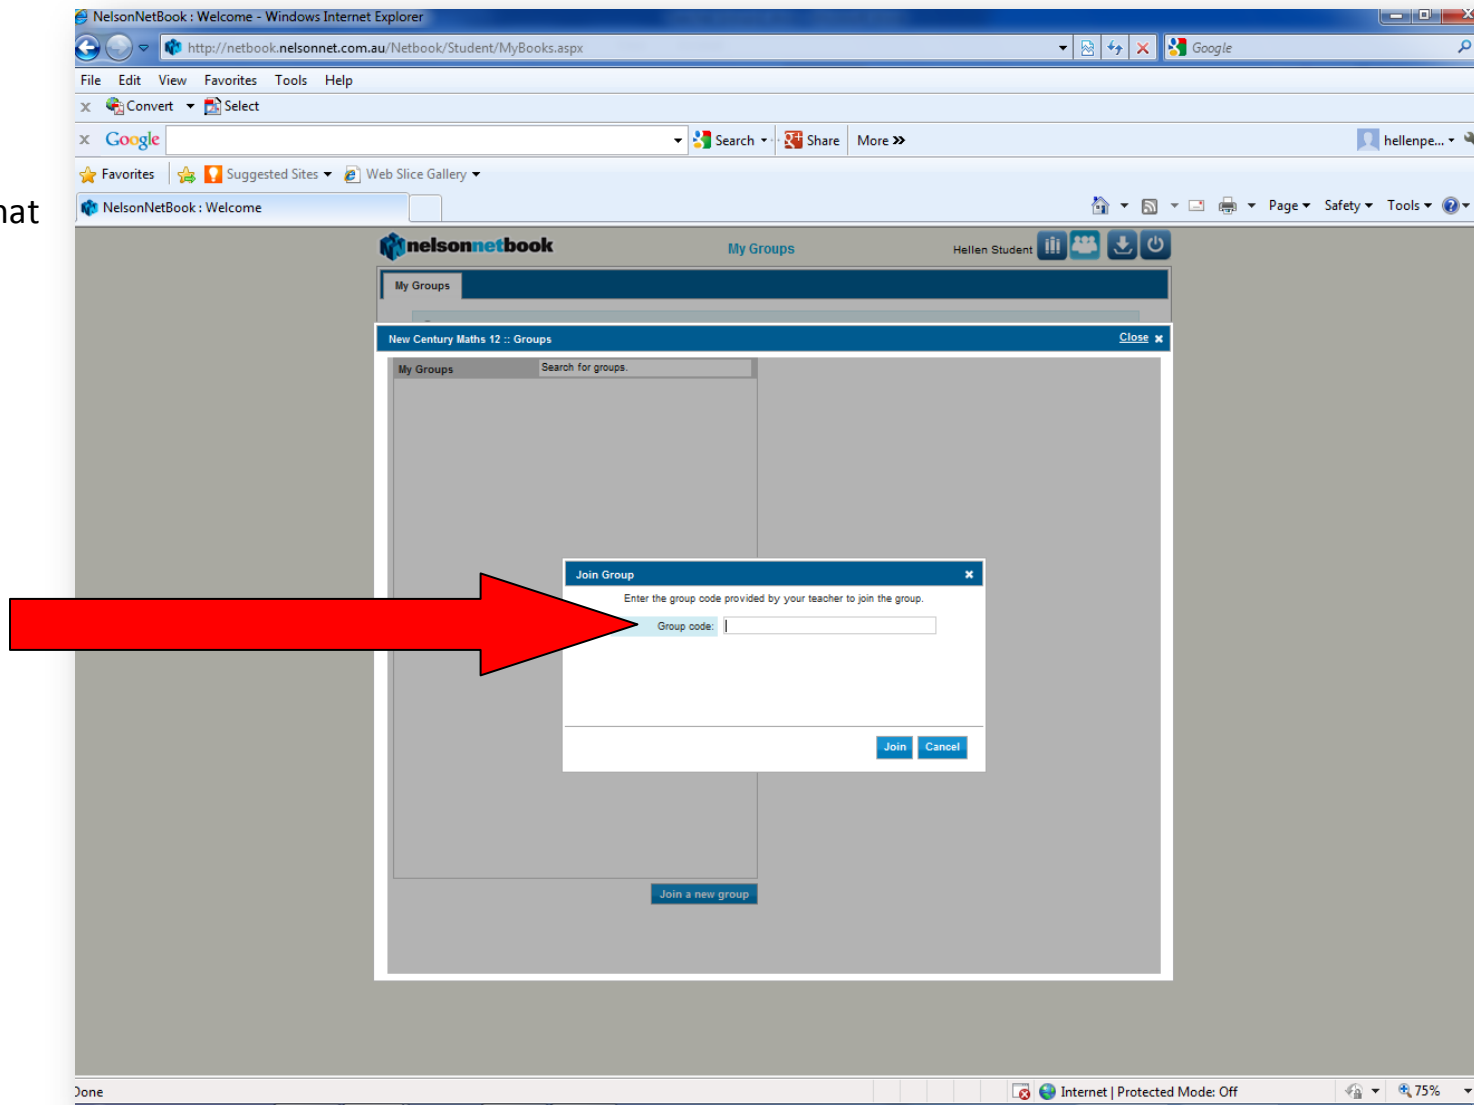 NelsonNetBook : Welcome - Windows Internet Explorer
http://netbook.nelsonnet.com.au/Netbook/Student/MyBooks.aspx
Google
File Edit View Favorites Tools Help
x Convert Select
x Google Search Share More >> hellenpe...
Favorites Suggested Sites Web Slice Gallery
hat
NelsonNetBook : Welcome Page Safety Tools
nelsonnetbook My Groups Hellen Student
My Groups
New Century Maths 12 :: Groups Close x
My Groups Search for groups.
Join Group x
Enter the group code provided by your teacher to join the group.
Group code:
Join Cancel
Join a new group
Done Internet | Protected Mode: Off 75%